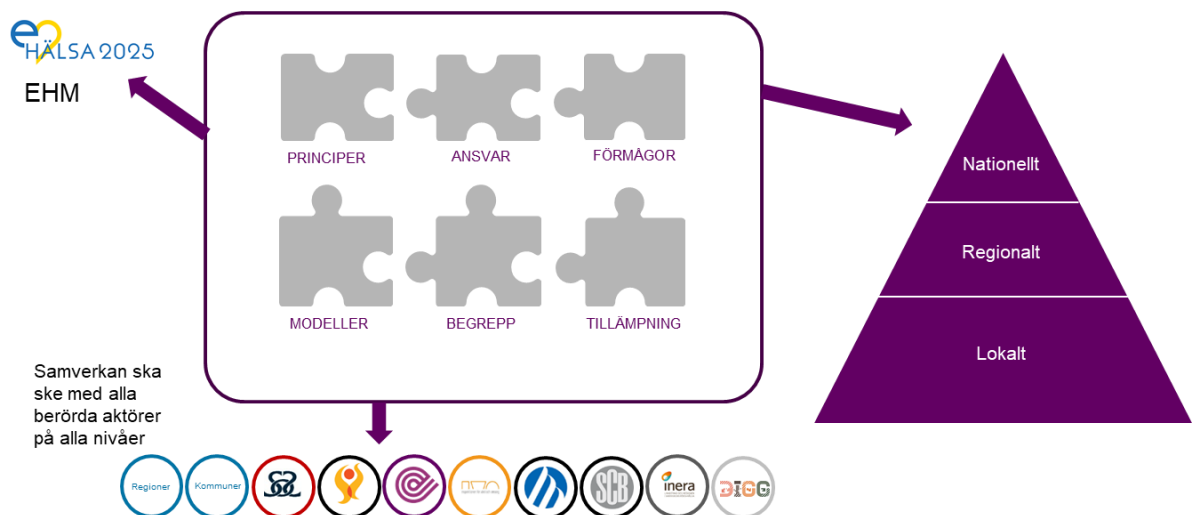 HÄLSA 2025
EHM
PRINCIPER
ANSVAR
FÖRMÅGOR
MODELLER
BEGREPP
TILLÄMPNING
Nationellt
Regionalt
Lokalt
Samverkan ska
ske med alla
berörda aktörer
på alla nivåer
Regioner
Kommuner
SCB
inera
DIGG